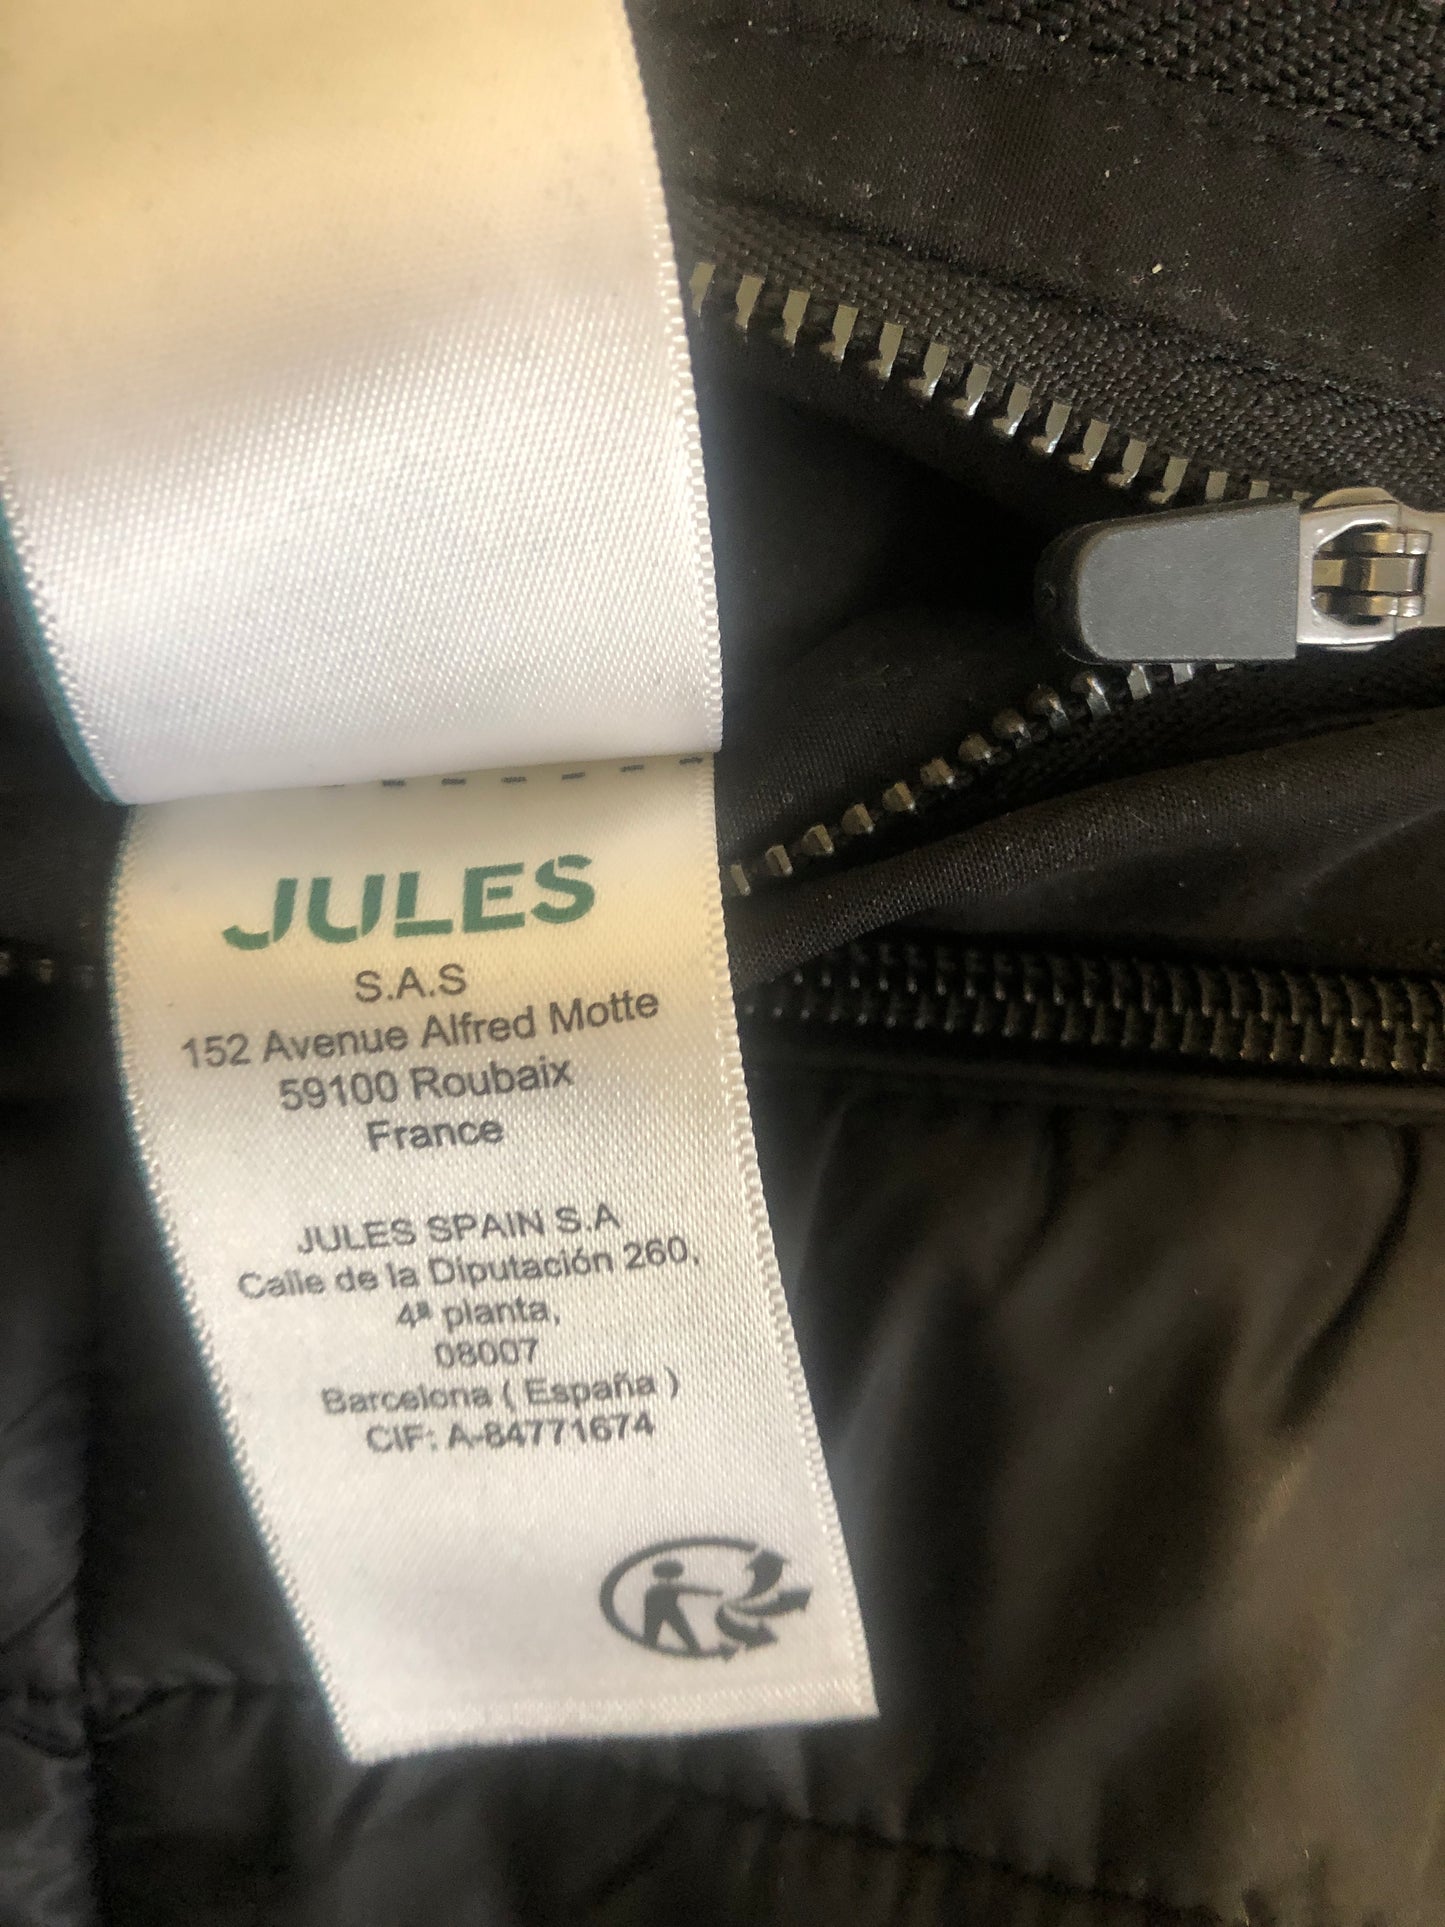 JULES
S.A.S
152 Avenue Alfred Motte
59100 Roubaix
France
JULES SPAIN S.A
Calle de la Diputación 260,
4ª planta,
08007
Barcelona ( España )
CIF: A-84771674